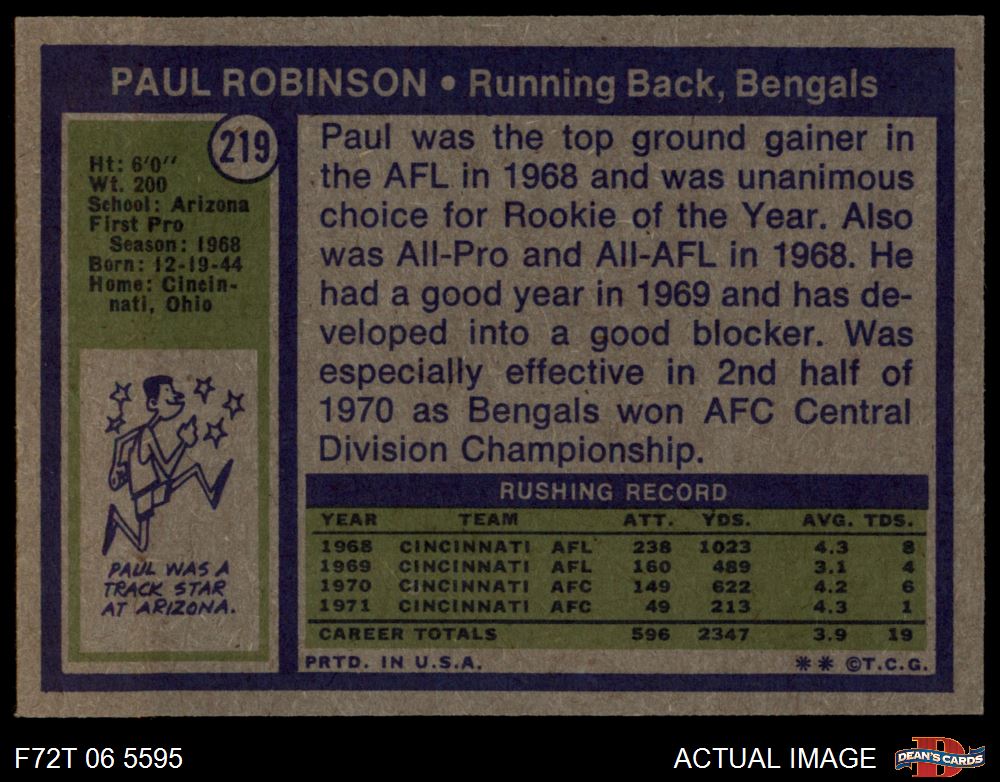 PAUL ROBINSON • Running Back, Bengals
219
Ht: 6'0"
Wt. 200
School: Arizona
First Pro
Season: 1968
Born: 12-19-44
Home: Cincin-
nati, Ohio
PAUL WAS A
TRACK STAR
AT ARIZONA.
Paul was the top ground gainer in
the AFL in 1968 and was unanimous
choice for Rookie of the Year. Also
was All-Pro and All-AFL in 1968. He
had a good year in 1969 and has de-
veloped into a good blocker. Was
especially effective in 2nd half of
1970 as Bengals won AFC Central
Division Championship.
RUSHING RECORD
YEAR TEAM ATT. YDS. AVG. TDS.
1968 CINCINNATI AFL 238 1023 4.3 8
1969 CINCINNATI AFL 160 489 3.1 4
1970 CINCINNATI AFC 149 622 4.2 6
1971 CINCINNATI AFC 49 213 4.3 1
CAREER TOTALS 596 2347 3.9 19
PRTD. IN U.S.A. ** ©T.C.G.
F72T 06 5595
ACTUAL IMAGE
D
DEAN'S CARDS